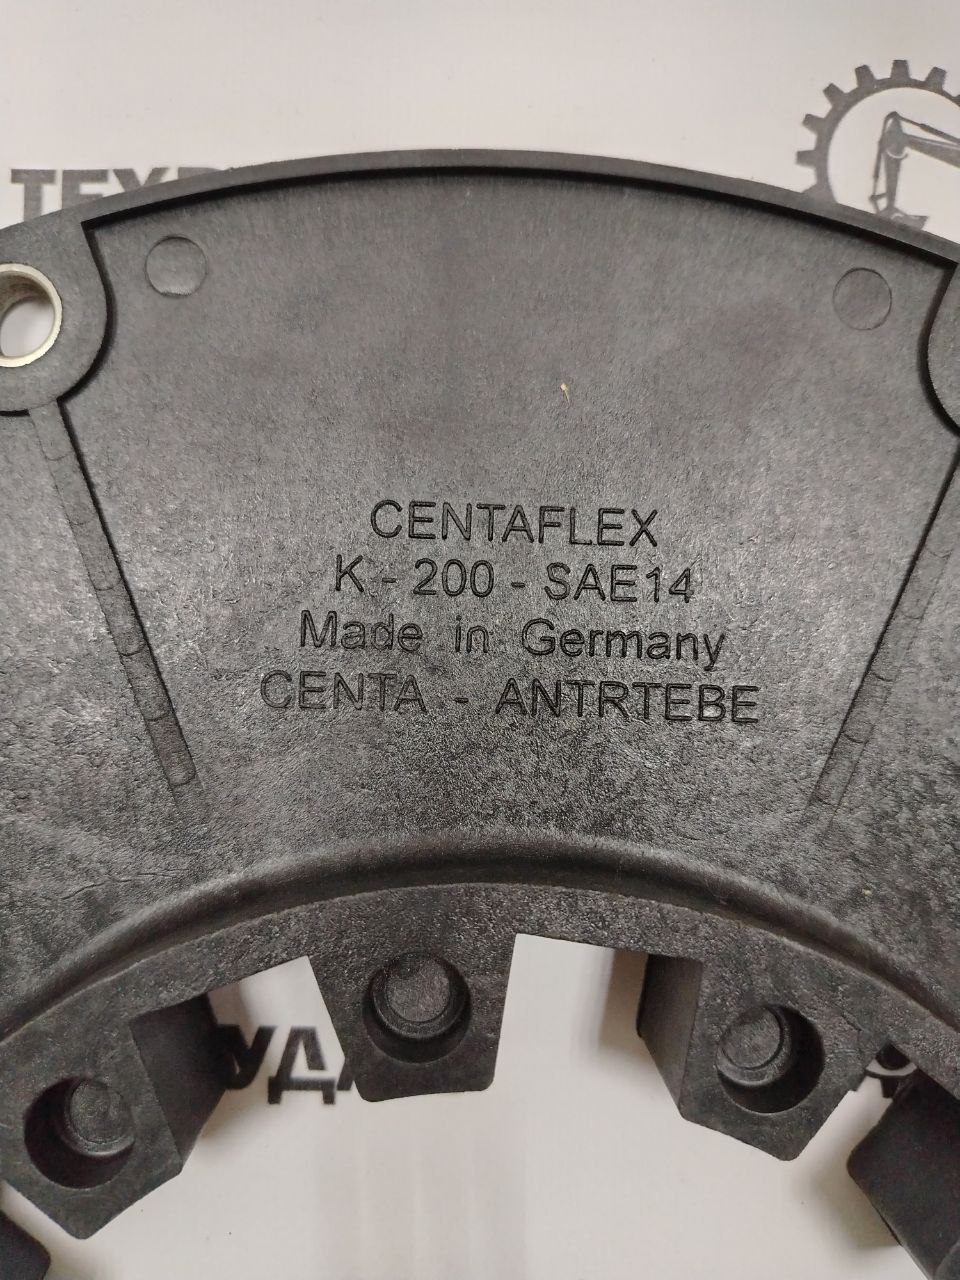 CENTAFLEX
K - 200 - SAE14
Made in Germany
CENTA - ANTRTEBE